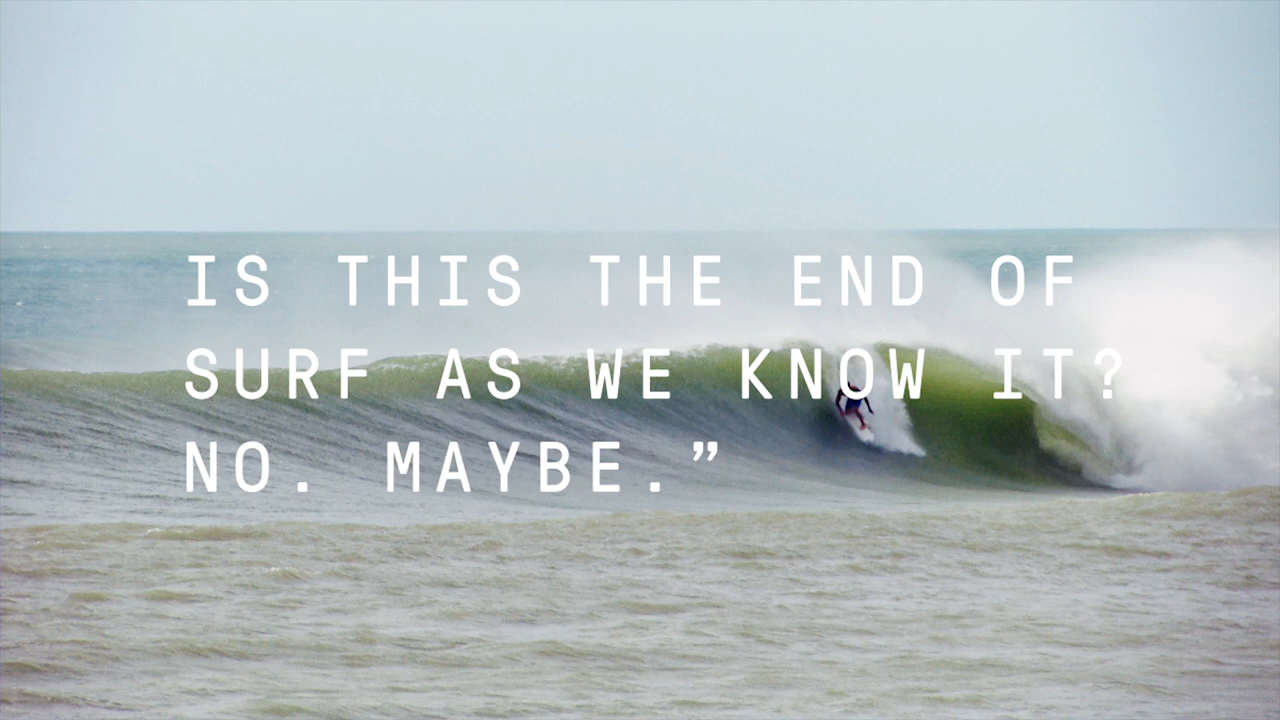 IS THIS THE END OF
SURF AS WE KNOW IT?
NO. MAYBE.”